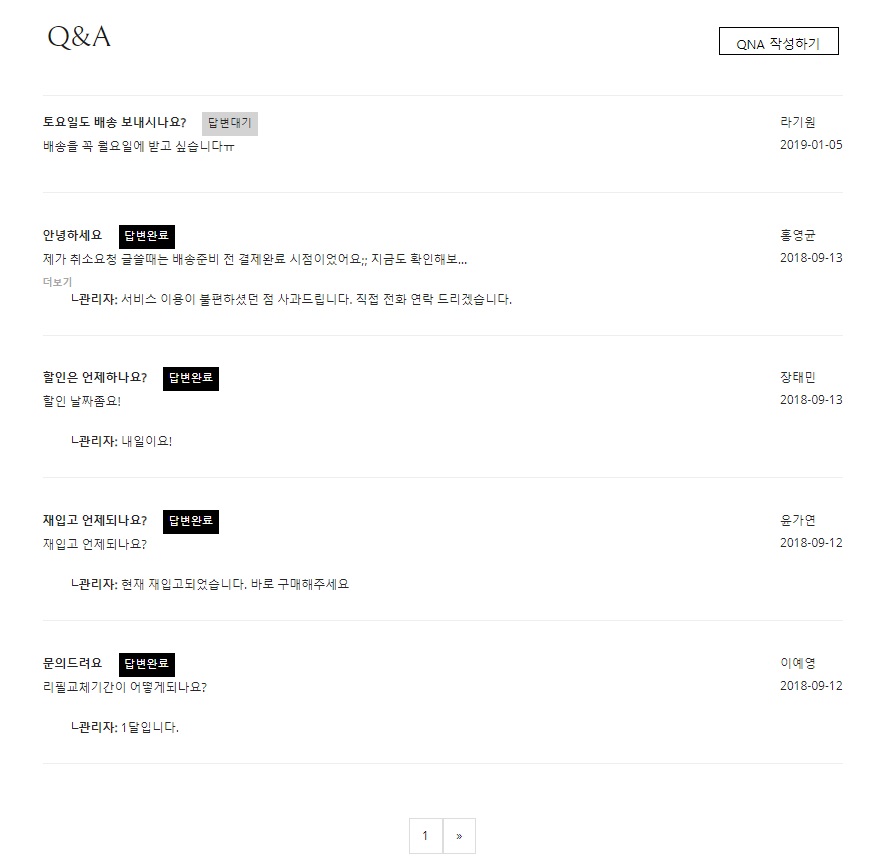 Q&A
QNA 작성하기
토요일도 배송 보내시나요? 답변대기 라기원
배송을 꼭 월요일에 받고 싶습니다ㅠ 2019-01-05
안녕하세요 답변완료 홍영균
제가 취소요청 글쓸때는 배송준비 전 결제완료 시점이었어요;; 지금도 확인해보... 2018-09-13
더보기
└관리자: 서비스 이용이 불편하셨던 점 사과드립니다. 직접 전화 연락 드리겠습니다.
할인은 언제하나요? 답변완료 장태민
할인 날짜좀요! 2018-09-13
└관리자: 내일이요!
재입고 언제되나요? 답변완료 윤가연
재입고 언제되나요? 2018-09-12
└관리자: 현재 재입고되었습니다. 바로 구매해주세요
문의드려요 답변완료 이예영
리필교체기간이 어떻게되나요? 2018-09-12
└관리자: 1달입니다.
1 »